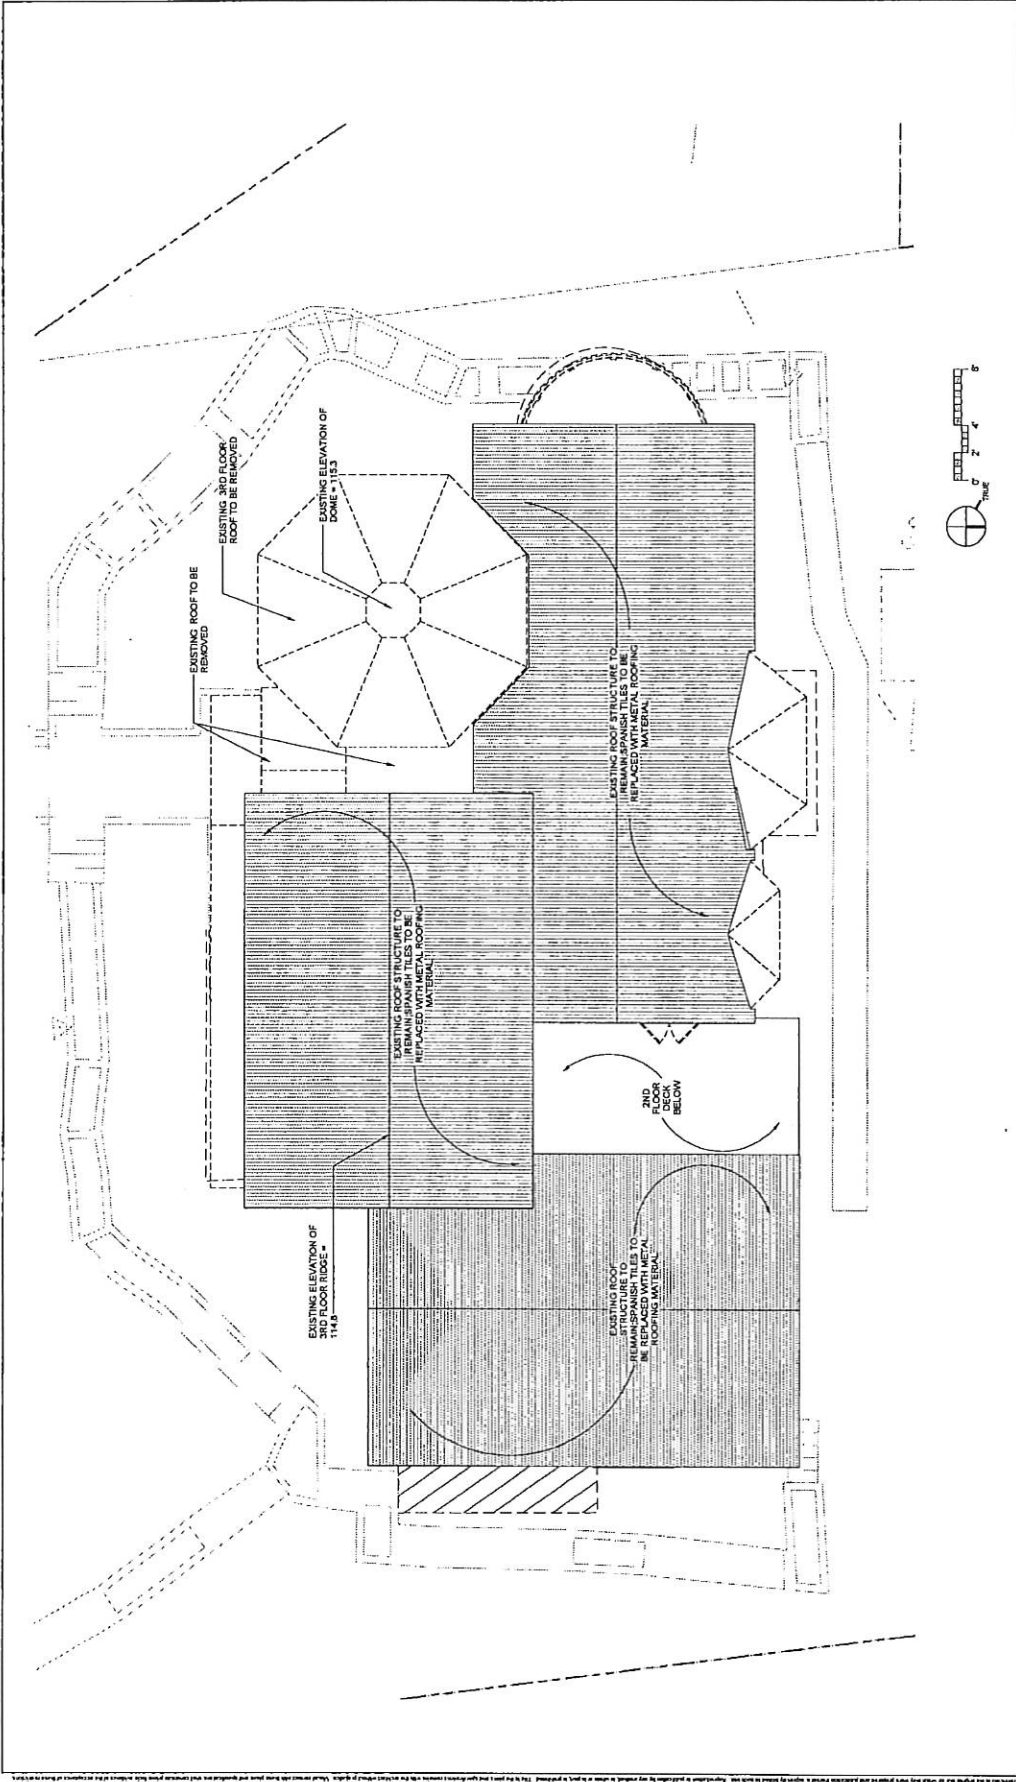 EXISTING ROOF TO BE
REMOVED
EXISTING 3RD FLOOR
ROOF TO BE REMOVED
EXISTING ELEVATION OF
DOME = 115.3
EXISTING ELEVATION OF
3RD FLOOR RIDGE =
114.8
EXISTING ROOF STRUCTURE TO
REMAIN;SPANISH TILES TO BE
REPLACED WITH METAL ROOFING
MATERIAL
EXISTING ROOF STRUCTURE TO
REMAIN;SPANISH TILES TO BE
REPLACED WITH METAL ROOFING
MATERIAL
2ND
FLOOR
DECK
BELOW
EXISTING ROOF
STRUCTURE TO
REMAIN;SPANISH TILES TO
BE REPLACED WITH METAL
ROOFING MATERIAL
0' 2' 4' 8'
TRUE